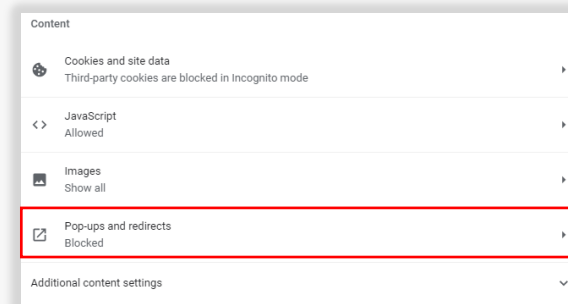 Content
Cookies and site data
Third-party cookies are blocked in Incognito mode
JavaScript
Allowed
Images
Show all
Pop-ups and redirects
Blocked
Additional content settings